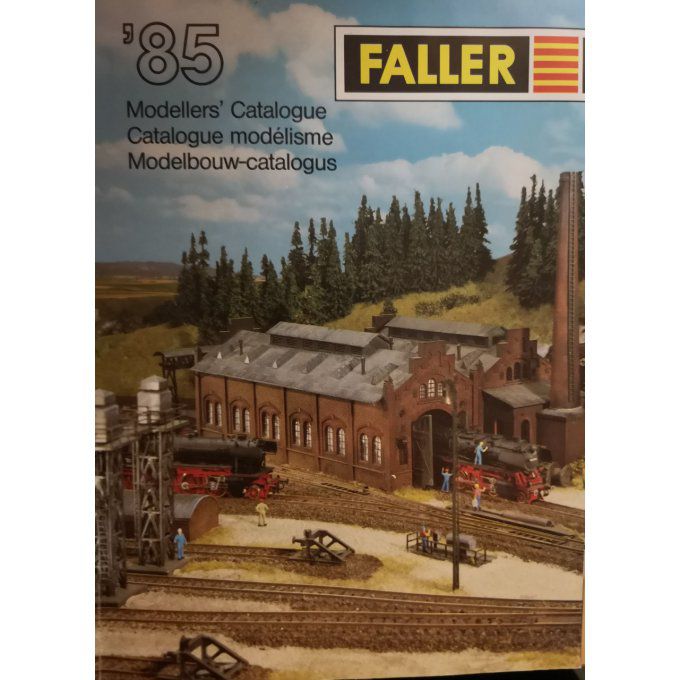 '85
FALLER
Modellers' Catalogue
Catalogue modélisme
Modelbouw-catalogus